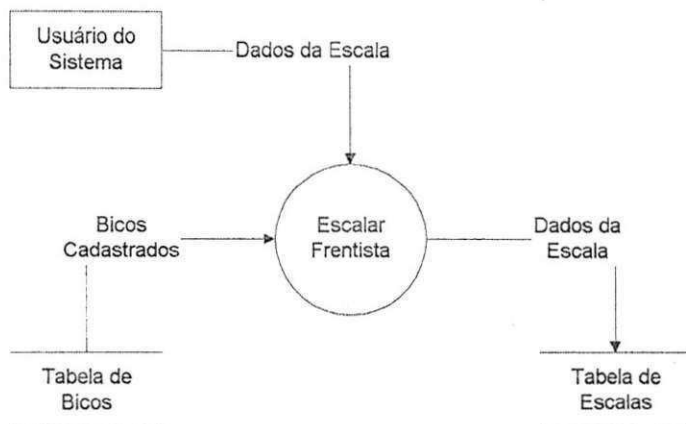 Usuário do
Sistema
Dados da Escala
Bicos
Cadastrados
Escalar
Frentista
Dados da
Escala
Tabela de
Bicos
Tabela de
Escalas